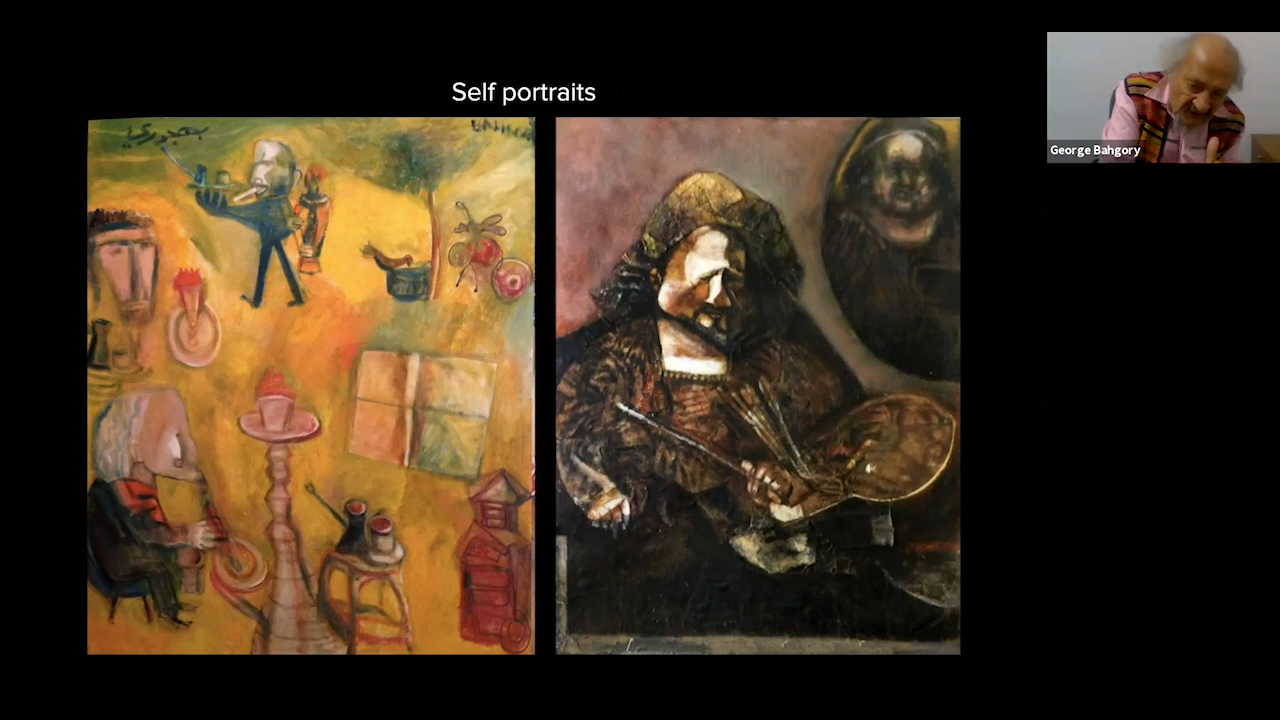 Self portraits
بهجوري
George Bahgory